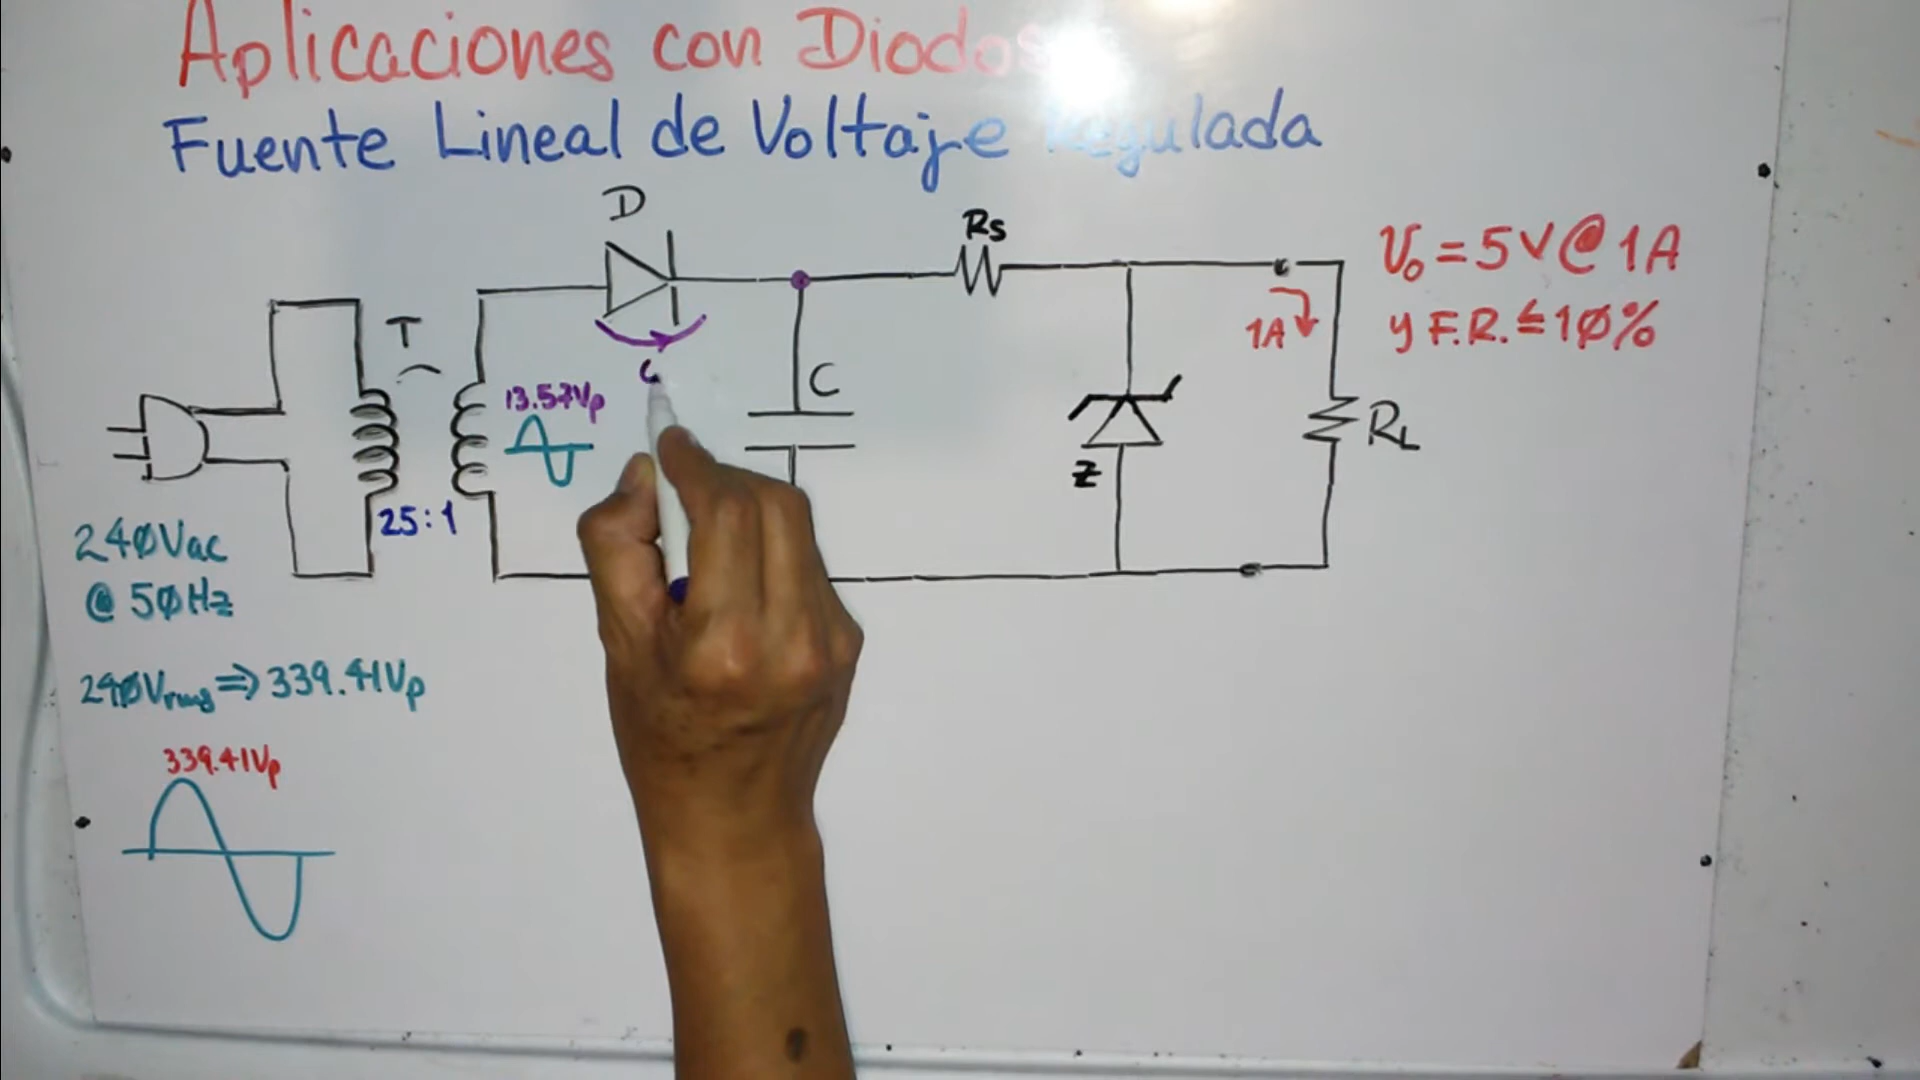 Aplicaciones con Diodos
Fuente Lineal de Voltaje Regulada
D
Rs
Vo = 5V @ 1A
y F.R. ≤ 10%
1A
T
C
13.57Vp
Z
RL
25:1
240Vac
@ 50Hz
240Vrms ⇒ 339.41Vp
339.41Vp